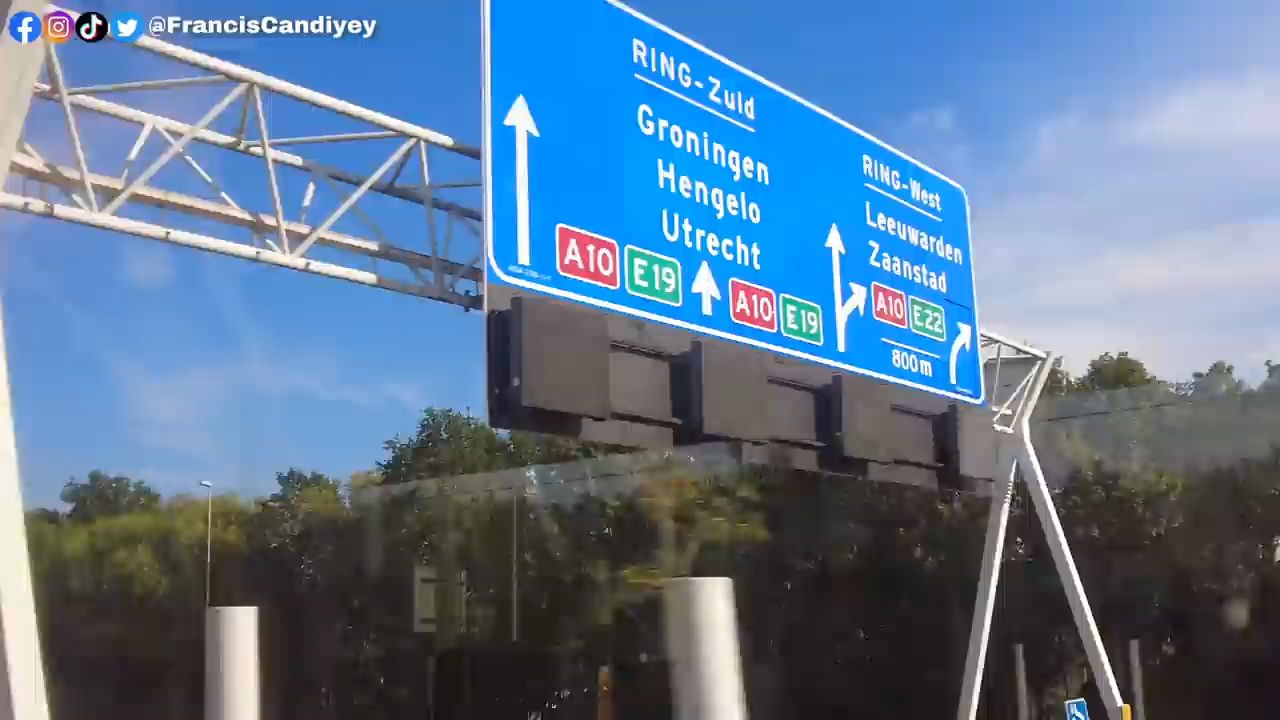 @FrancisCandiyey
RING-Zuid
Groningen
Hengelo
Utrecht
A10 E19
A10 E19
RING-West
Leeuwarden
Zaanstad
A10 E22
800m